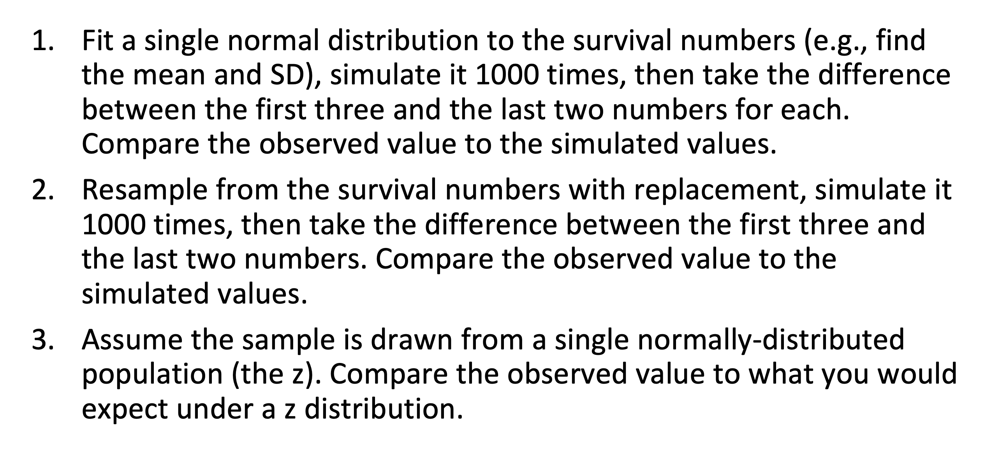 1. Fit a single normal distribution to the survival numbers (e.g., find
the mean and SD), simulate it 1000 times, then take the difference
between the first three and the last two numbers for each.
Compare the observed value to the simulated values.
2. Resample from the survival numbers with replacement, simulate it
1000 times, then take the difference between the first three and
the last two numbers. Compare the observed value to the
simulated values.
3. Assume the sample is drawn from a single normally-distributed
population (the z). Compare the observed value to what you would
expect under a z distribution.